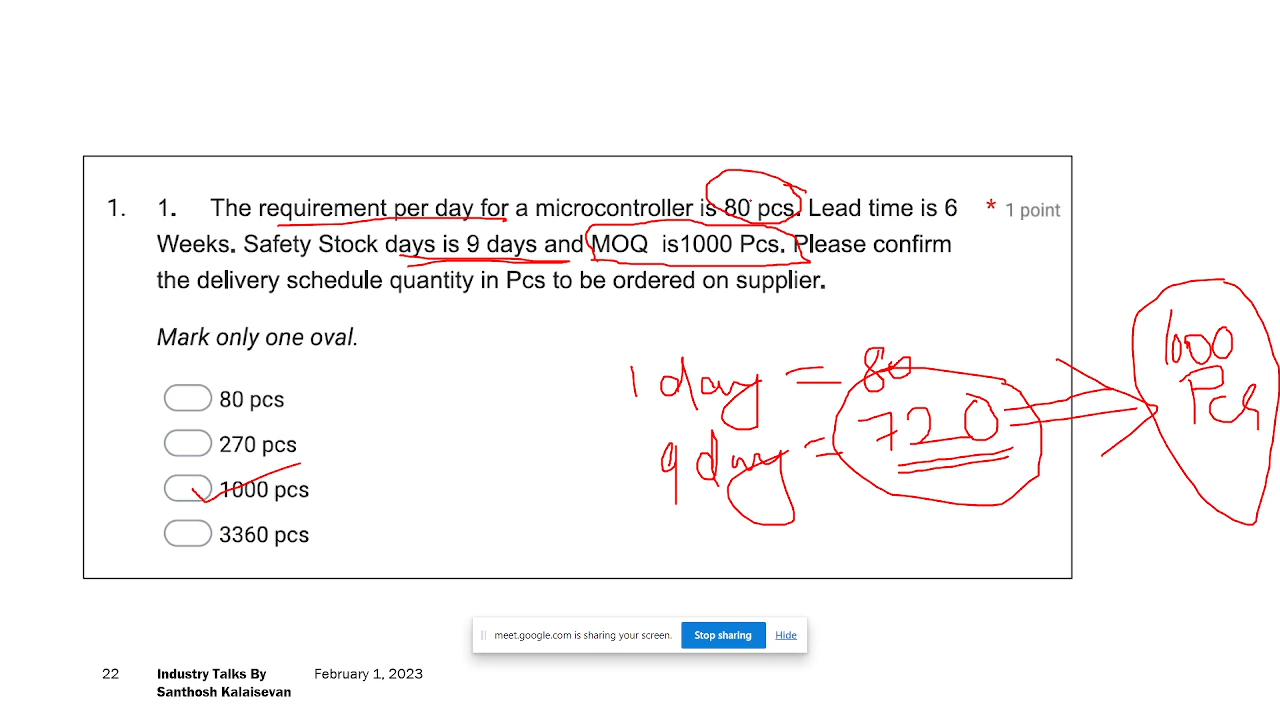 1. 1. The requirement per day for a microcontroller is 80 pcs. Lead time is 6 * 1 point
Weeks. Safety Stock days is 9 days and MOQ is1000 Pcs. Please confirm
the delivery schedule quantity in Pcs to be ordered on supplier.
Mark only one oval.
80 pcs
270 pcs
1000 pcs
3360 pcs
1 day = 80
9 day = 720
1000
Pcs
meet.google.com is sharing your screen. Stop sharing Hide
22 Industry Talks By February 1, 2023
Santhosh Kalaisevan